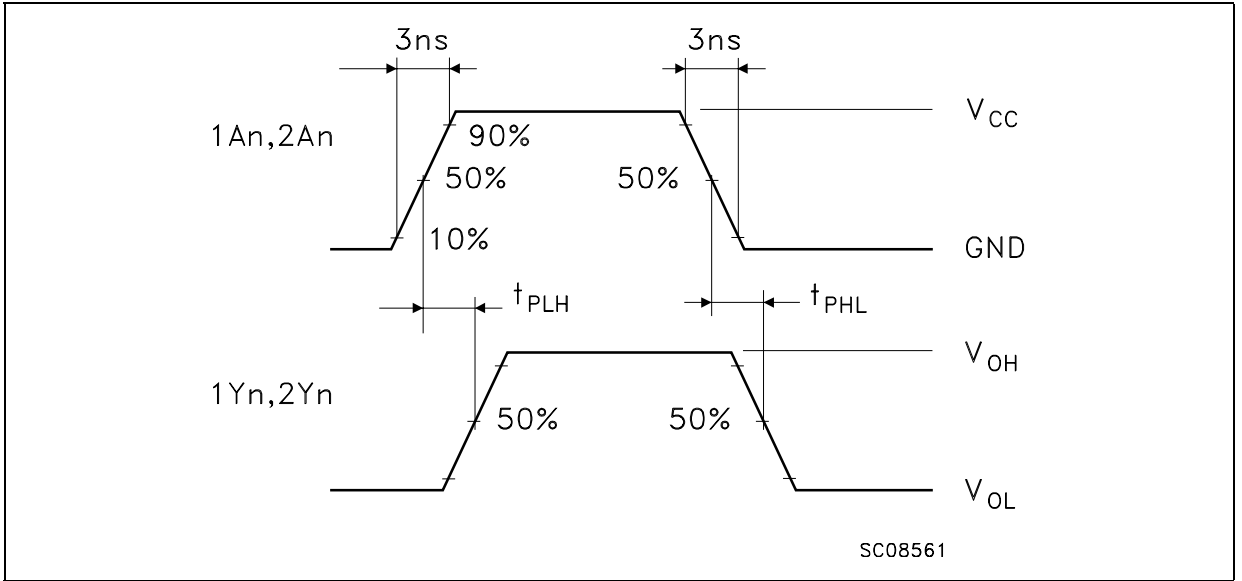 3ns 3ns
V_CC
1An,2An
90%
50% 50%
10%
GND
t_PLH t_PHL
V_OH
1Yn,2Yn
50% 50%
V_OL
SC08561